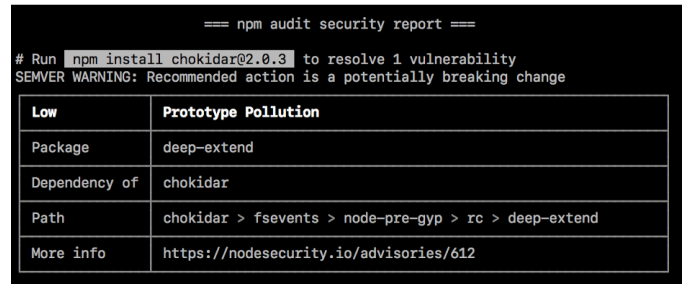 === npm audit security report ===
# Run npm install chokidar@2.0.3 to resolve 1 vulnerability
SEMVER WARNING: Recommended action is a potentially breaking change
Low Prototype Pollution
Package deep-extend
Dependency of chokidar
Path chokidar > fsevents > node-pre-gyp > rc > deep-extend
More info https://nodesecurity.io/advisories/612